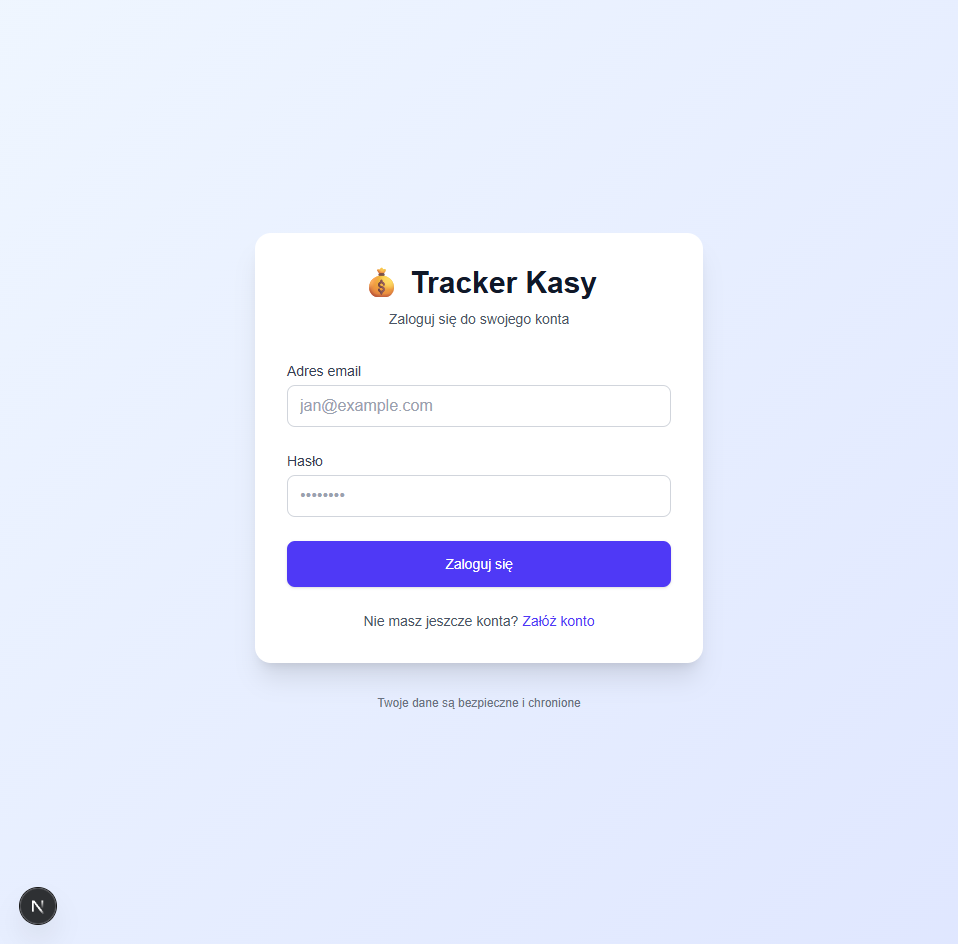 Tracker Kasy
Zaloguj się do swojego konta
Adres email
jan@example.com
Hasło
••••••••
Zaloguj się
Nie masz jeszcze konta? Załóż konto
Twoje dane są bezpieczne i chronione
N